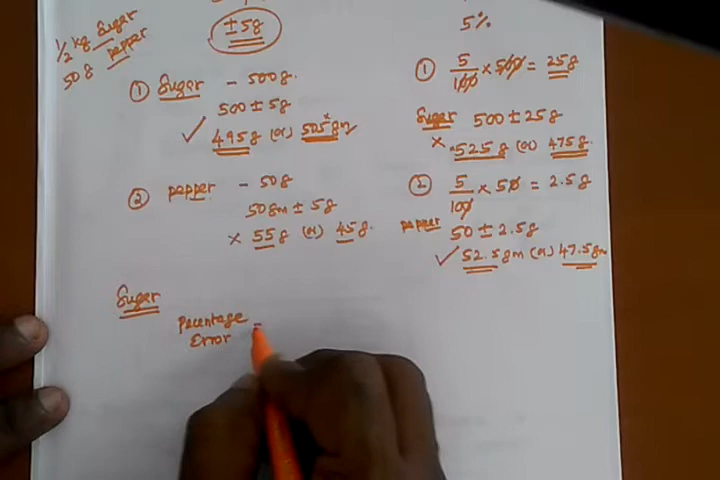 1/2 kg Sugar
50 g pepper
±5g
① Sugar - 500g.
500 ± 5g
✓ 495g (or) 505gm
② pepper - 50g
50gm ± 5g
× 55g (or) 45g.
5%
① 5/100 × 500 = 25g
Sugar 500 ± 25g
× 525g (or) 475g.
② 5/100 × 50 = 2.5g
pepper 50 ± 2.5g
✓ 52.5gm (or) 47.5gm
Sugar
Pecentage
Error